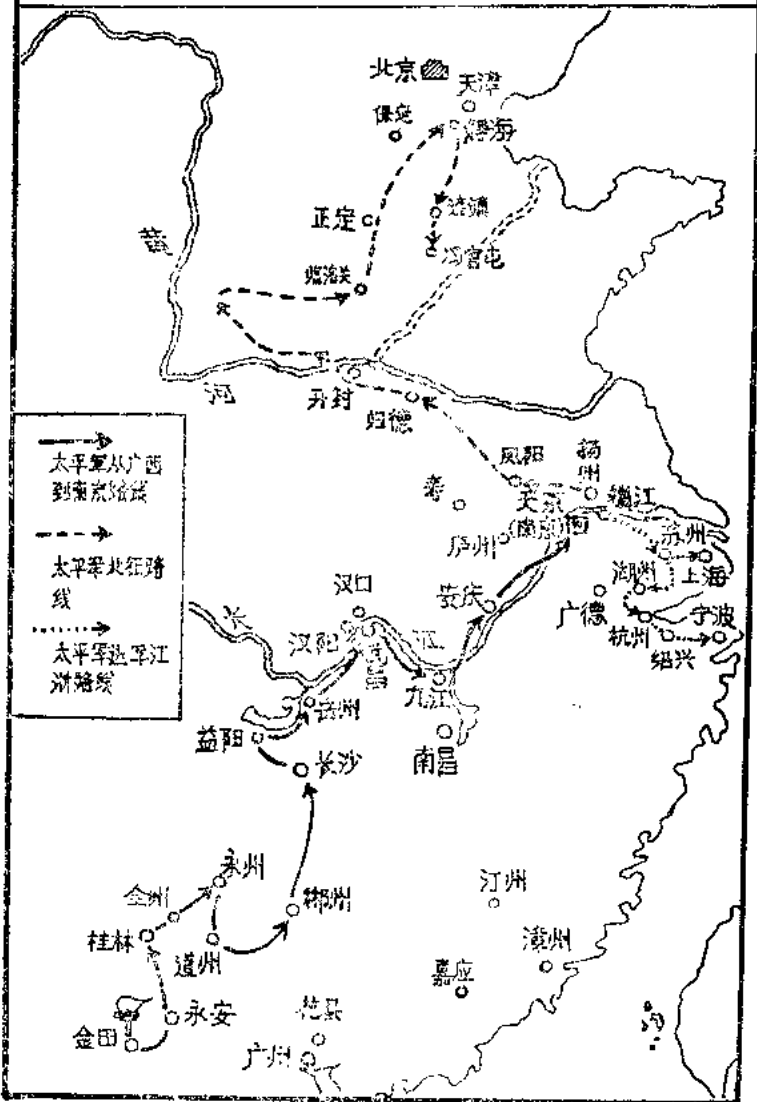 北京
天津
保定
静海
正定
连镇
冯官屯
临洺关
黄
河
开封
归德
太平军从广西
到南京路线
太平军北征路
线
太平军进军江
浙路线
凤阳
扬
州
镇江
寿
天京
(南京)
庐州
苏州
上海
湖州
广德
杭州
宁波
绍兴
安庆
汉口
长
汉阳
武昌
江
九江
岳州
益阳
长沙
南昌
永州
全州
郴州
桂林
道州
汀州
漳州
嘉应
永安
金田
花县
广州